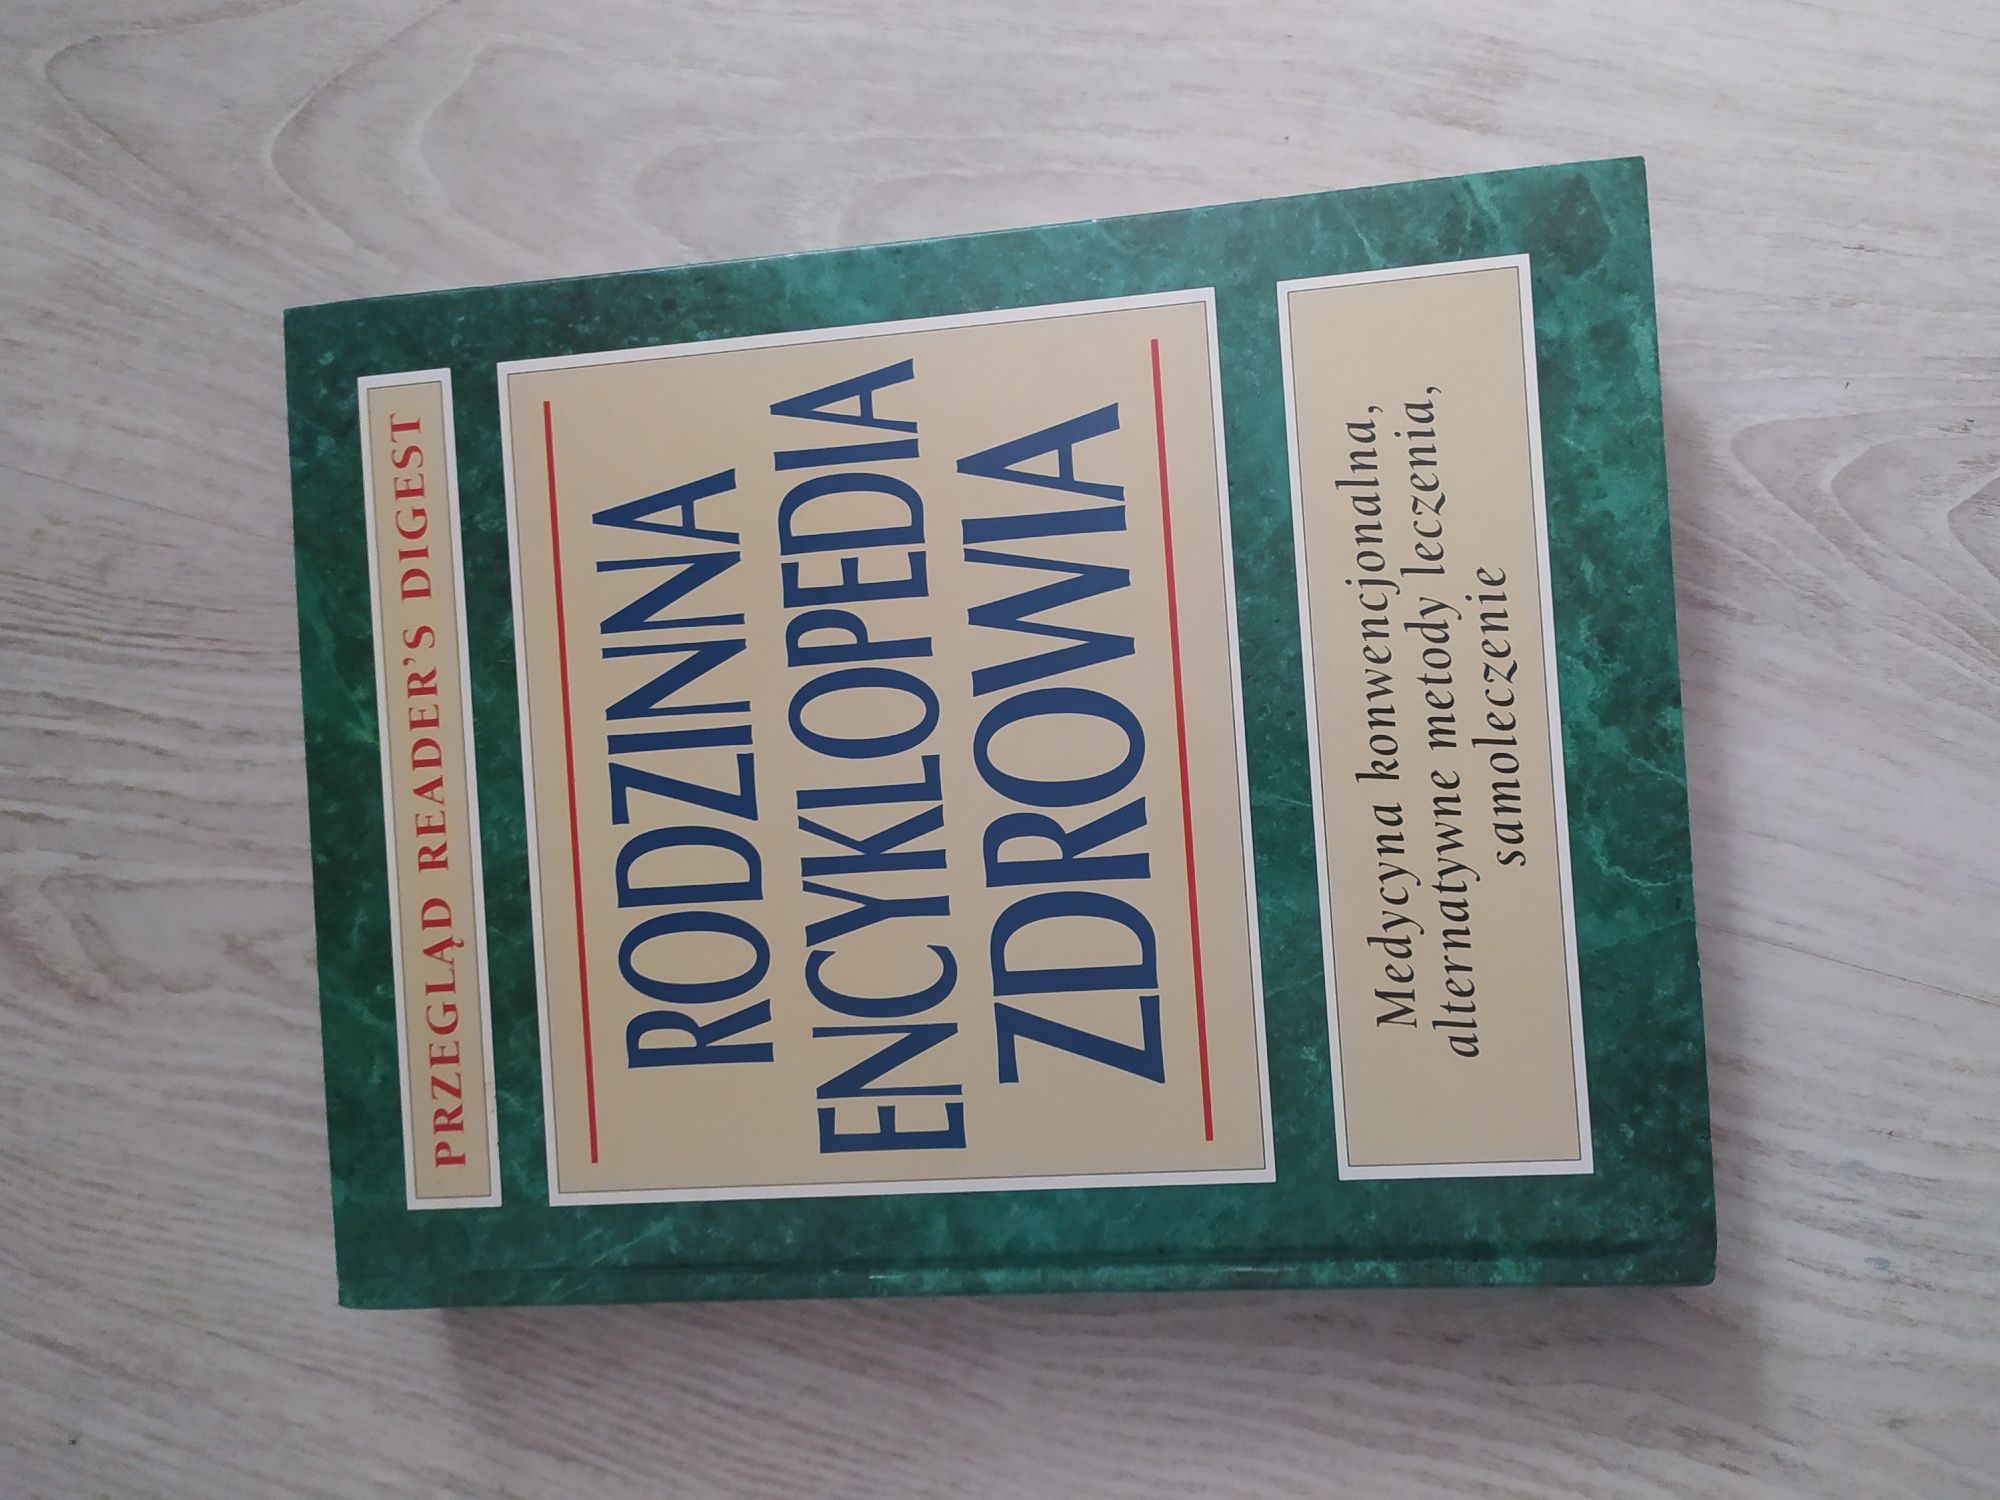 PRZEGLĄD READER'S DIGEST
RODZINNA
ENCYKLOPEDIA
ZDROWIA
Medycyna konwencjonalna,
alternatywne metody leczenia,
samoleczenie